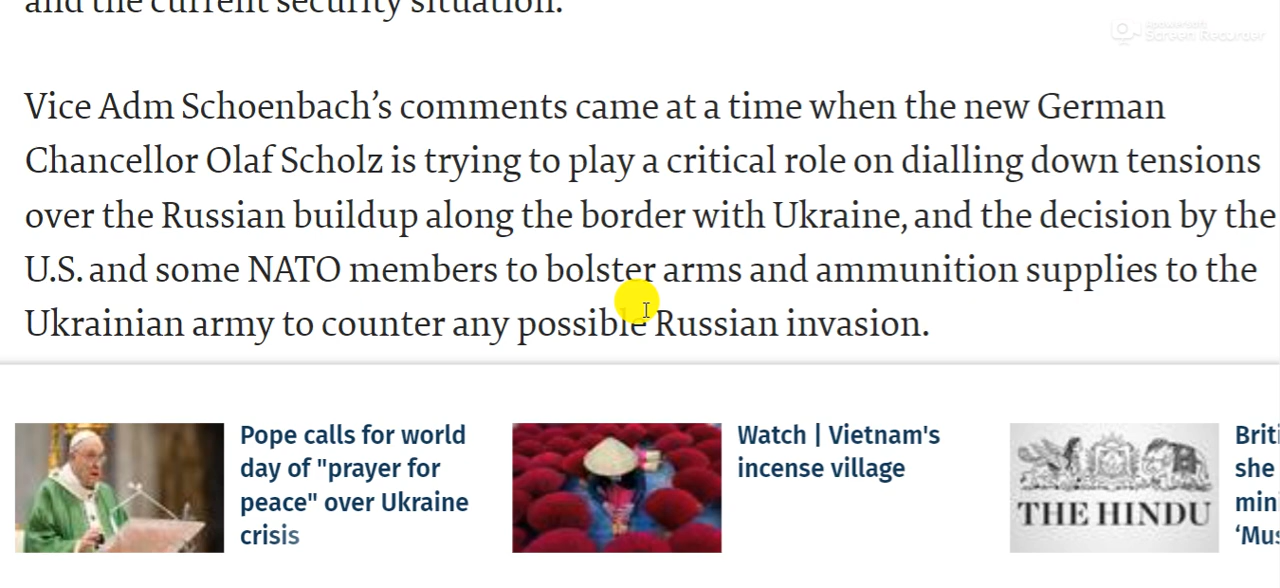 and the current security situation.
Apowersoft
Screen Recorder
Vice Adm Schoenbach’s comments came at a time when the new German
Chancellor Olaf Scholz is trying to play a critical role on dialling down tensions
over the Russian buildup along the border with Ukraine, and the decision by the
U.S. and some NATO members to bolster arms and ammunition supplies to the
Ukrainian army to counter any possible Russian invasion.
Pope calls for world
day of "prayer for
peace" over Ukraine
crisis
Watch | Vietnam's
incense village
THE HINDU
she